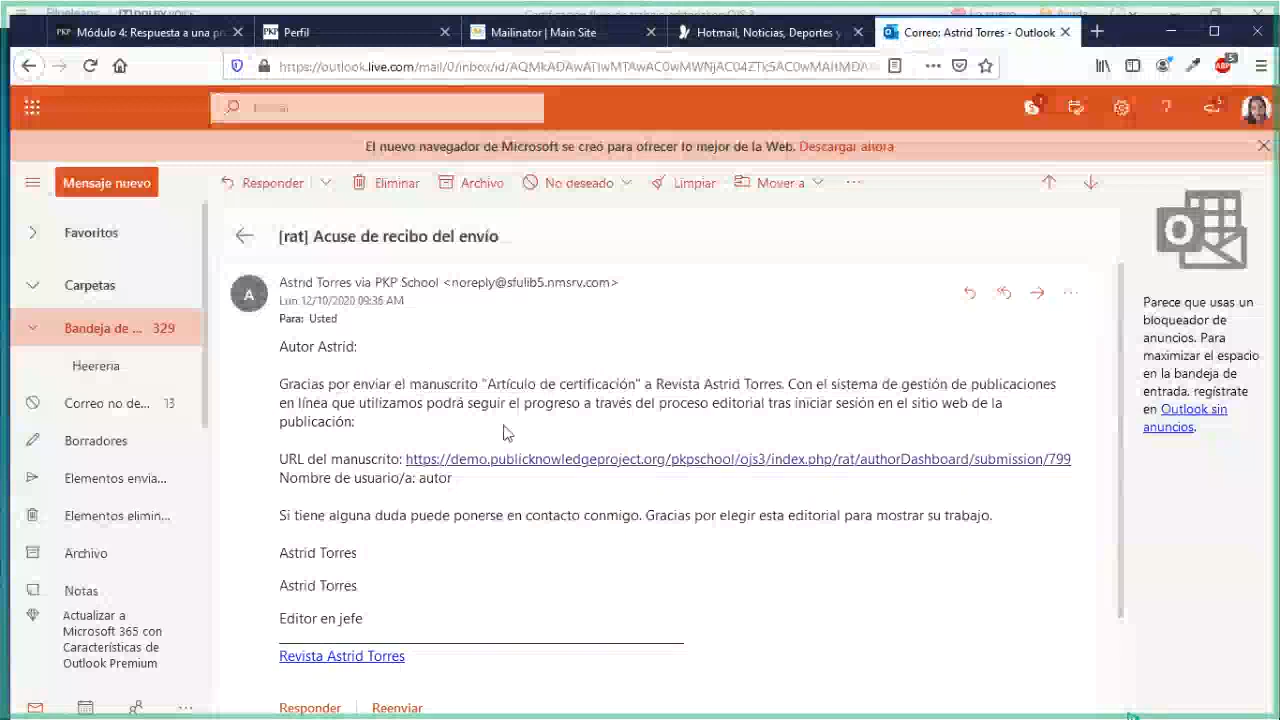 Módulo 4: Respuesta a una pr
Perfil
Mailinator | Main Site
Hotmail, Noticias, Deportes y
Correo: Astrid Torres - Outlook
Buscar
El nuevo navegador de Microsoft se creó para ofrecer lo mejor de la Web. Descargar ahora
Mensaje nuevo
Responder
Eliminar
Archivo
No deseado
Limpiar
Mover a
Favoritos
Carpetas
Bandeja de ... 329
Heereria
Correo no de... 13
Borradores
Elementos envia...
Elementos elimin...
Archivo
Notas
Actualizar a
Microsoft 365 con
Características de
Outlook Premium
[rat] Acuse de recibo del envío
A
Astrid Torres via PKP School <noreply@sfulib5.nmsrv.com>
Lun 12/10/2020 09:36 AM
Para: Usted
Autor Astrid:
Gracias por enviar el manuscrito "Artículo de certificación" a Revista Astrid Torres. Con el sistema de gestión de publicaciones
en línea que utilizamos podrá seguir el progreso a través del proceso editorial tras iniciar sesión en el sitio web de la
publicación:
URL del manuscrito: https://demo.publicknowledgeproject.org/pkpschool/ojs3/index.php/rat/authorDashboard/submission/799
Nombre de usuario/a: autor
Si tiene alguna duda puede ponerse en contacto conmigo. Gracias por elegir esta editorial para mostrar su trabajo.
Astrid Torres
Astrid Torres
Editor en jefe
Revista Astrid Torres
Responder
Reenviar
Parece que usas un
bloqueador de
anuncios. Para
maximizar el espacio
en la bandeja de
entrada, regístrate
en Outlook sin
anuncios.